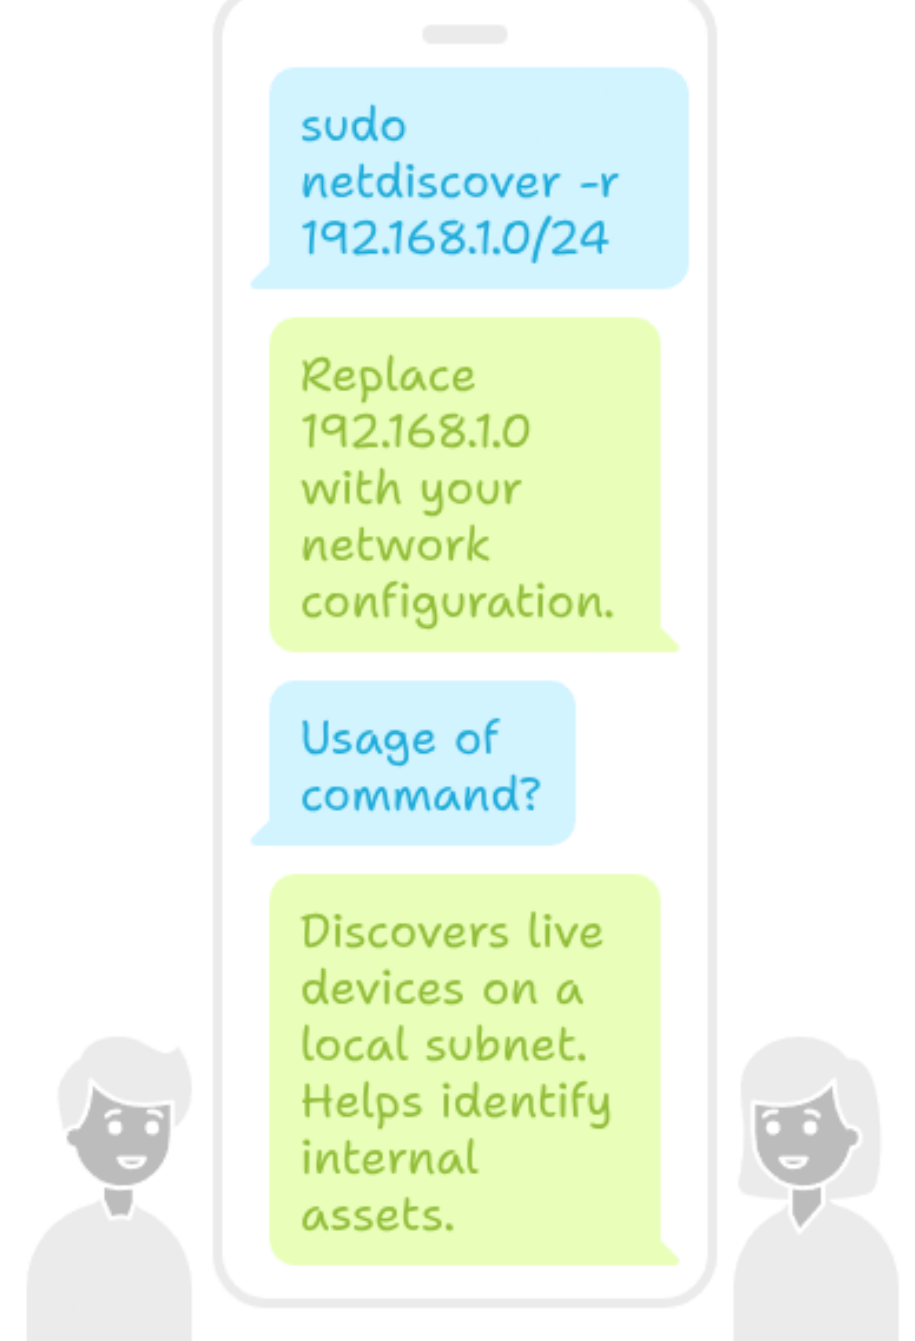 sudo
netdiscover -r
192.168.1.0/24
Replace
192.168.1.0
with your
network
configuration.
Usage of
command?
Discovers live
devices on a
local subnet.
Helps identify
internal
assets.